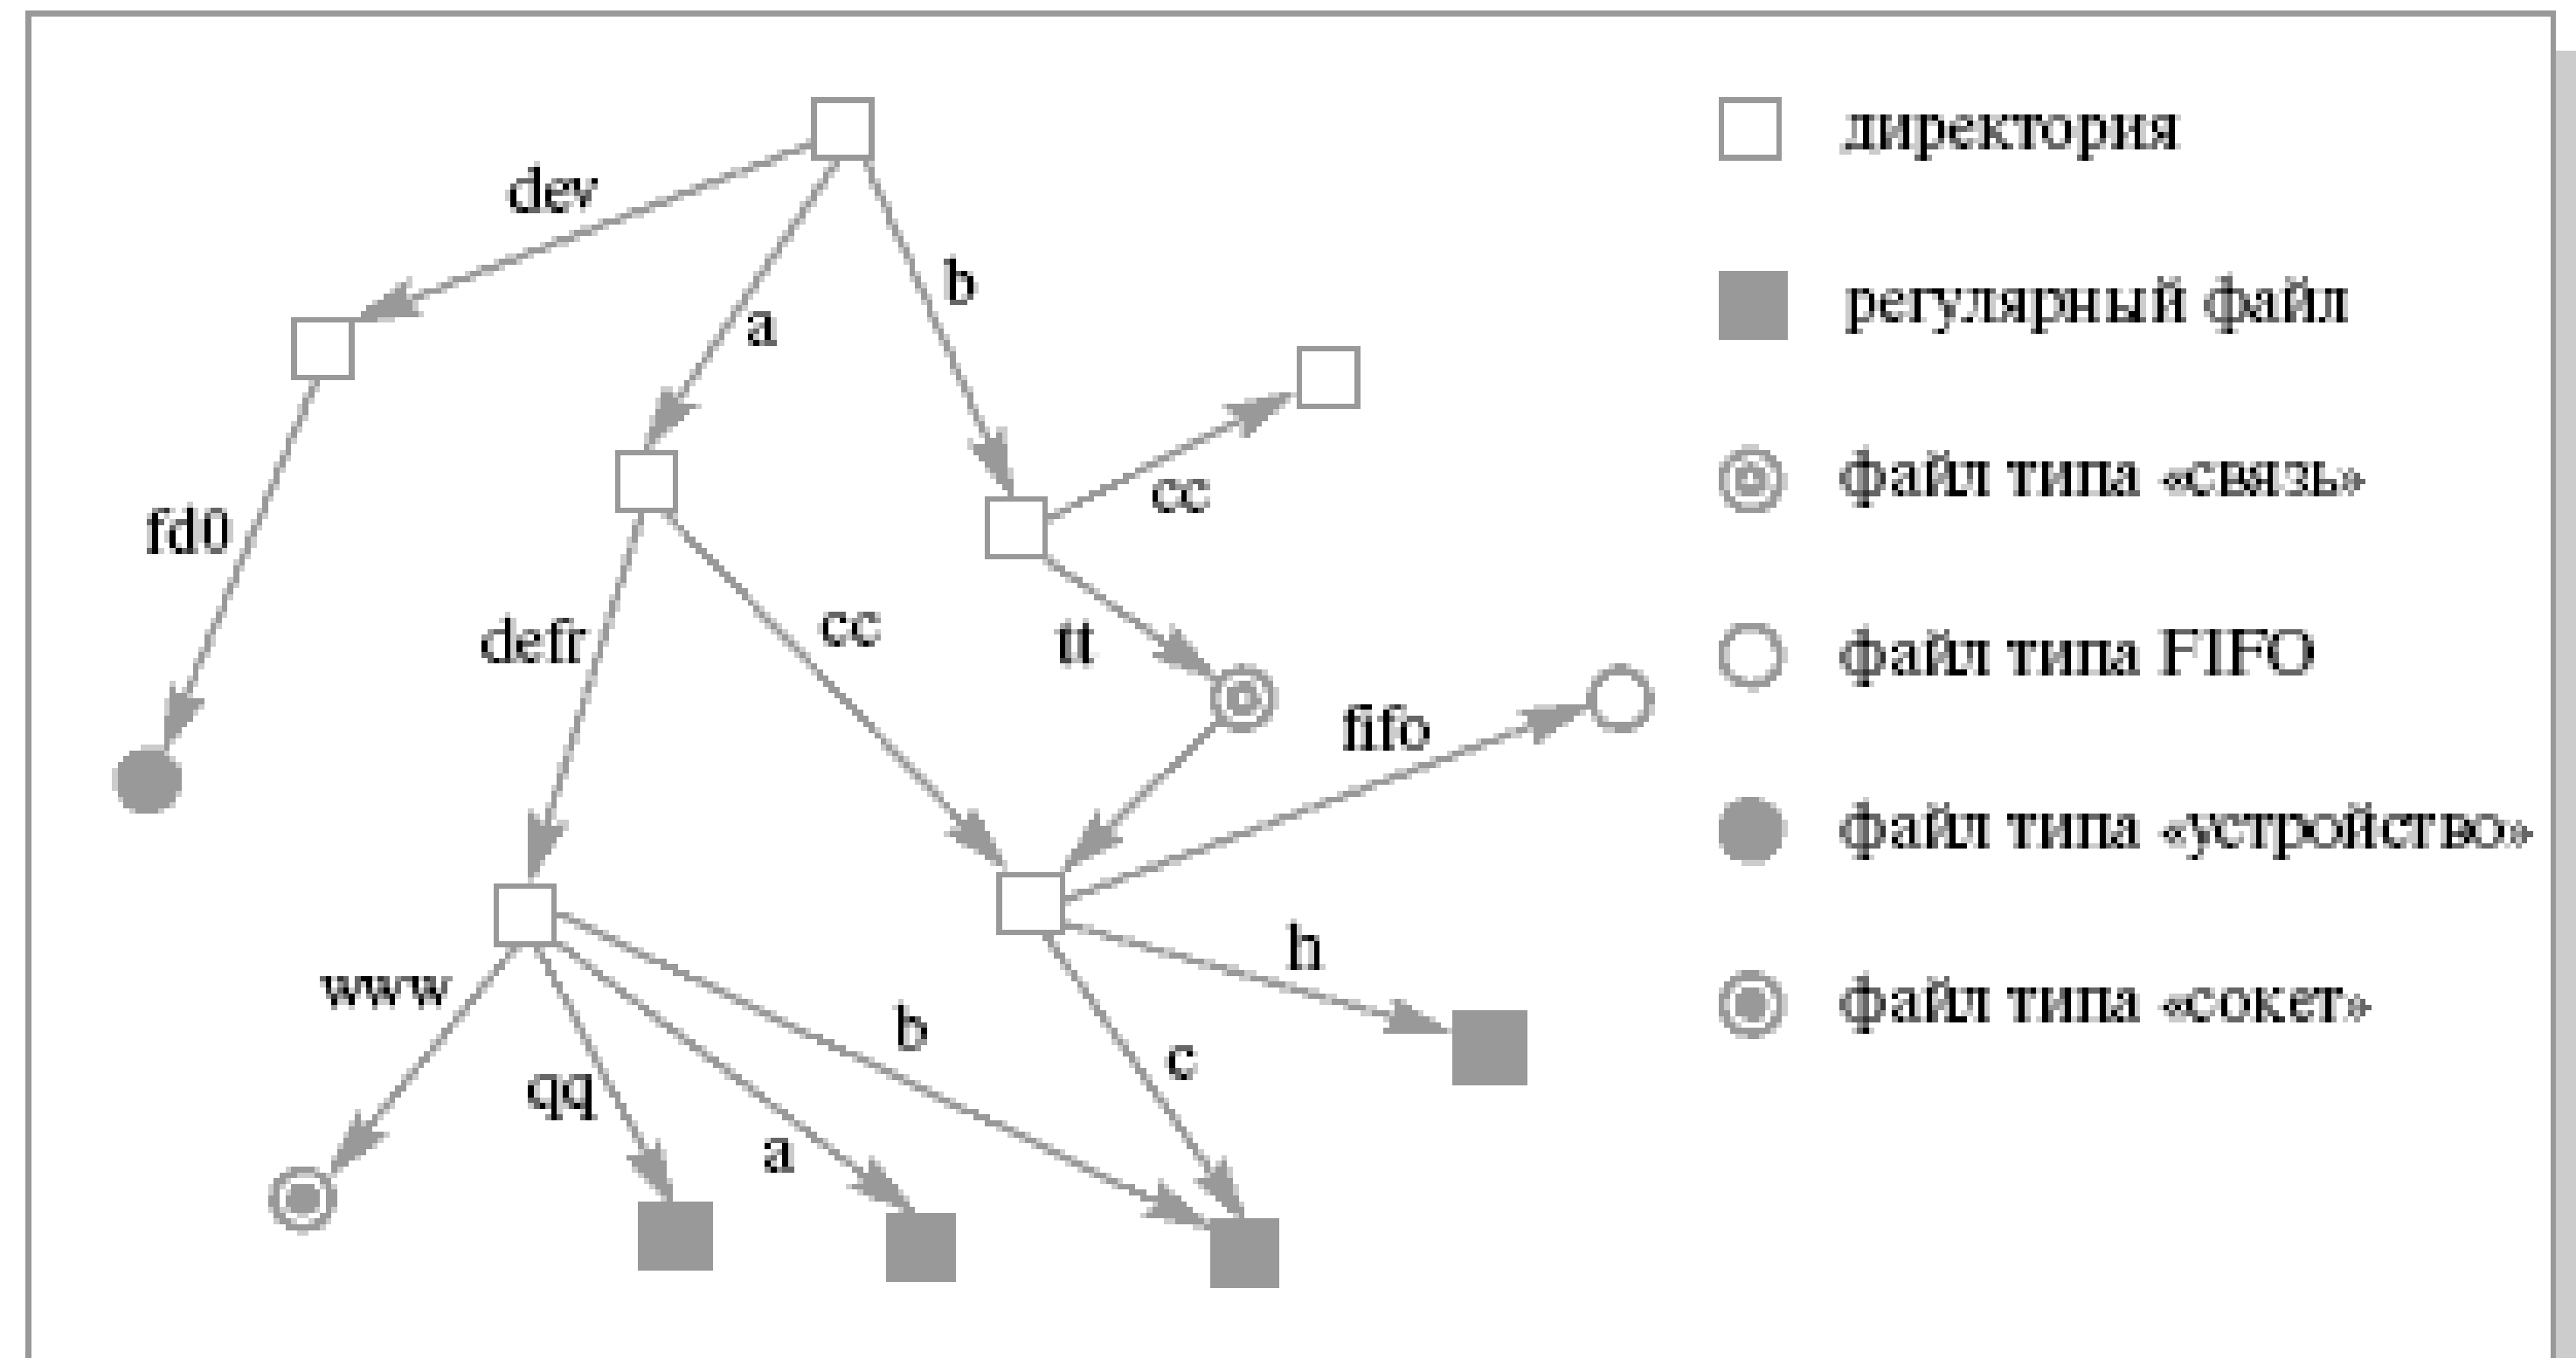 dev
a
b
cc
fd0
defr
cc
tt
fifo
www
qq
a
b
c
h
директория
регулярный файл
файл типа «связь»
файл типа FIFO
файл типа «устройство»
файл типа «сокет»